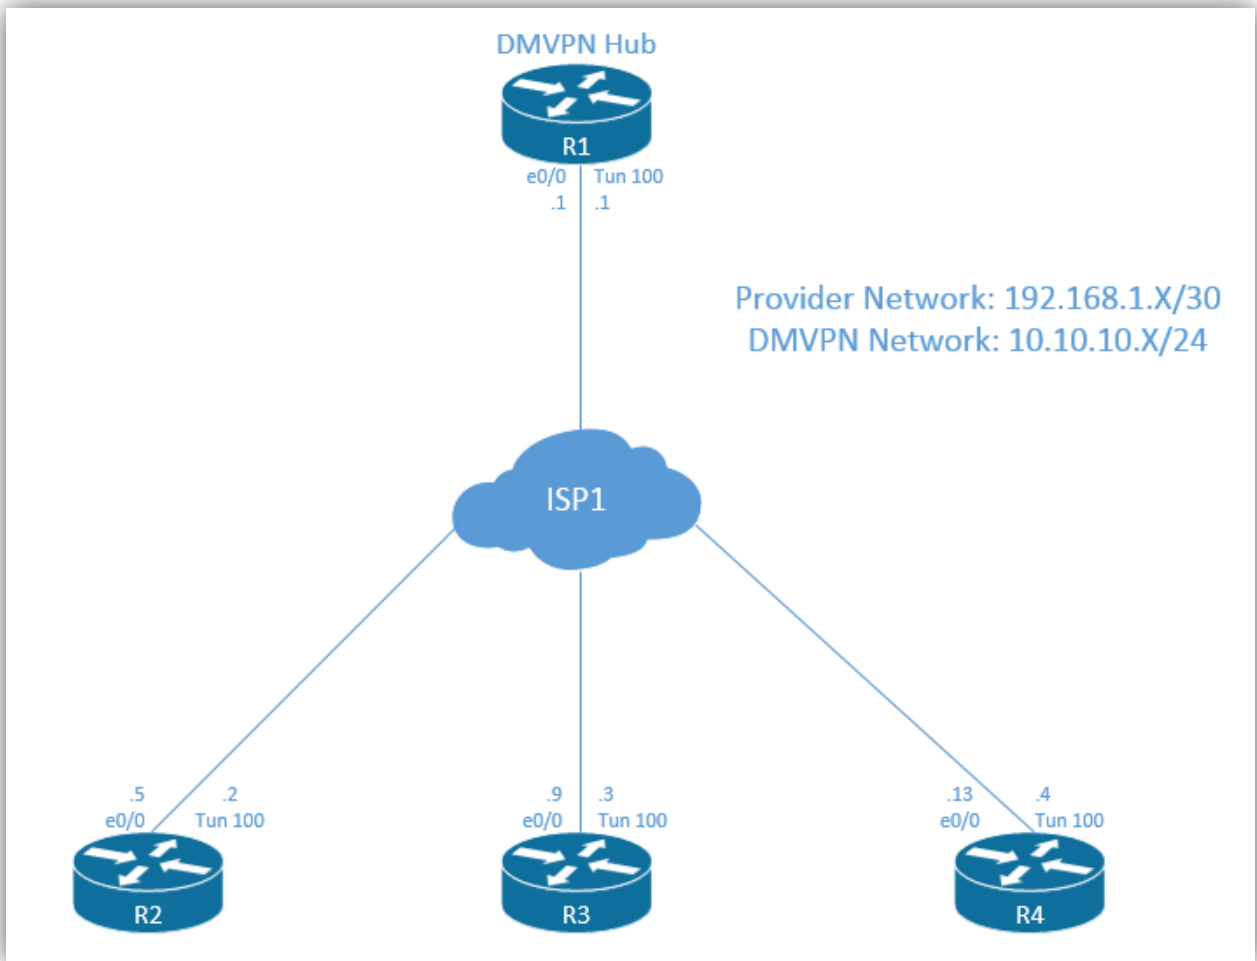 DMVPN Hub
R1
e0/0 Tun 100
.1 .1
Provider Network: 192.168.1.X/30
DMVPN Network: 10.10.10.X/24
ISP1
.5 .2
e0/0 Tun 100
R2
.9 .3
e0/0 Tun 100
R3
.13 .4
e0/0 Tun 100
R4